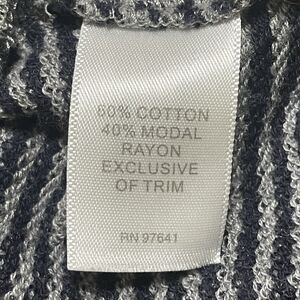 60% COTTON
40% MODAL
RAYON
EXCLUSIVE
OF TRIM
RN 97641